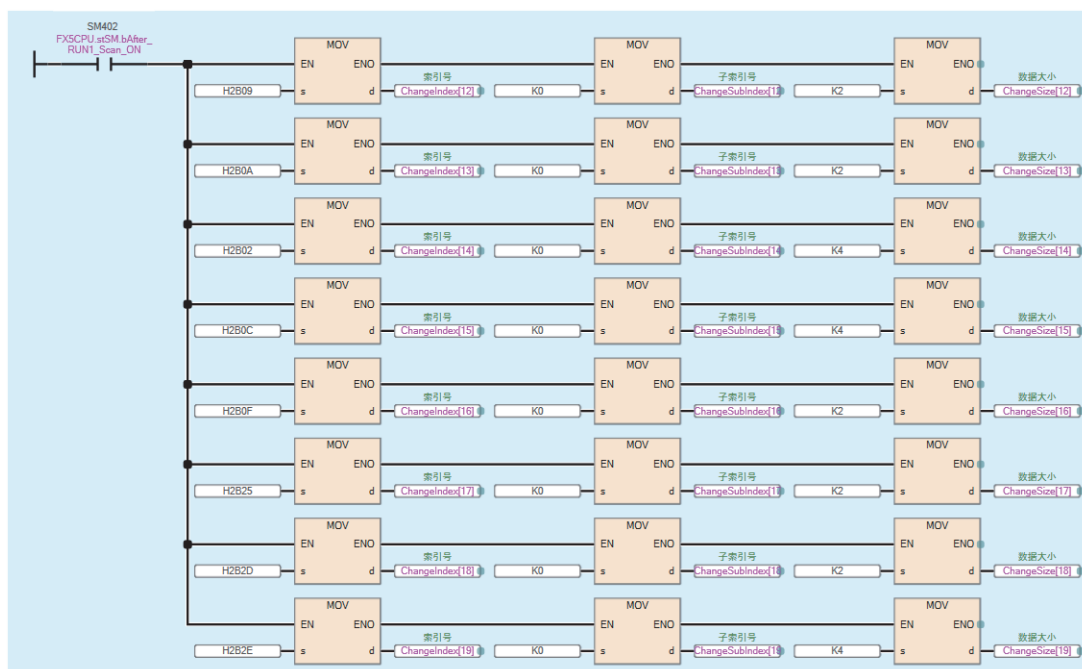 SM402
FX5CPU.stSM.bAfter_
RUN1_Scan_ON
MOV MOV MOV
EN ENO EN ENO EN ENO
索引号 子索引号 数据大小
H2B09 s d ChangeIndex[12] K0 s d ChangeSubIndex[12 K2 s d ChangeSize[12]
MOV MOV MOV
EN ENO EN ENO EN ENO
索引号 子索引号 数据大小
H2B0A s d ChangeIndex[13] K0 s d ChangeSubIndex[13 K2 s d ChangeSize[13]
MOV MOV MOV
EN ENO EN ENO EN ENO
索引号 子索引号 数据大小
H2B02 s d ChangeIndex[14] K0 s d ChangeSubIndex[14 K4 s d ChangeSize[14]
MOV MOV MOV
EN ENO EN ENO EN ENO
索引号 子索引号 数据大小
H2B0C s d ChangeIndex[15] K0 s d ChangeSubIndex[15 K4 s d ChangeSize[15]
MOV MOV MOV
EN ENO EN ENO EN ENO
索引号 子索引号 数据大小
H2B0F s d ChangeIndex[16] K0 s d ChangeSubIndex[16 K2 s d ChangeSize[16]
MOV MOV MOV
EN ENO EN ENO EN ENO
索引号 子索引号 数据大小
H2B25 s d ChangeIndex[17] K0 s d ChangeSubIndex[17 K2 s d ChangeSize[17]
MOV MOV MOV
EN ENO EN ENO EN ENO
索引号 子索引号 数据大小
H2B2D s d ChangeIndex[18] K0 s d ChangeSubIndex[18 K2 s d ChangeSize[18]
MOV MOV MOV
EN ENO EN ENO EN ENO
索引号 子索引号 数据大小
H2B2E s d ChangeIndex[19] K0 s d ChangeSubIndex[19 K4 s d ChangeSize[19]